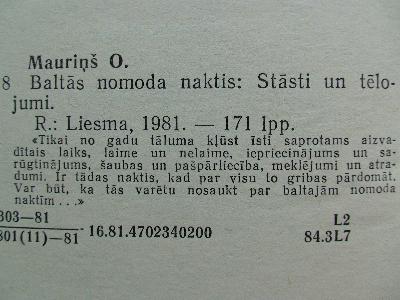 Mauriņš O.
8 Baltās nomoda naktis: Stāsti un tēlo-
jumi.
R.: Liesma, 1981. — 171 lpp.
«Tikai no gadu tāluma kļūst īsti saprotams aizva-
dītais laiks, laime un nelaime, iepriecinājums un sa-
rūgtinājums, šaubas un pašpārliecība, meklējumi un atra-
dumi. Ir tādas naktis, kad par visu to gribas pārdomāt.
Var būt, ka tās varētu nosaukt par baltajām nomoda
naktīm...»
303—81
801(11)—81 -16.81.4702340200
L2
84.3L7